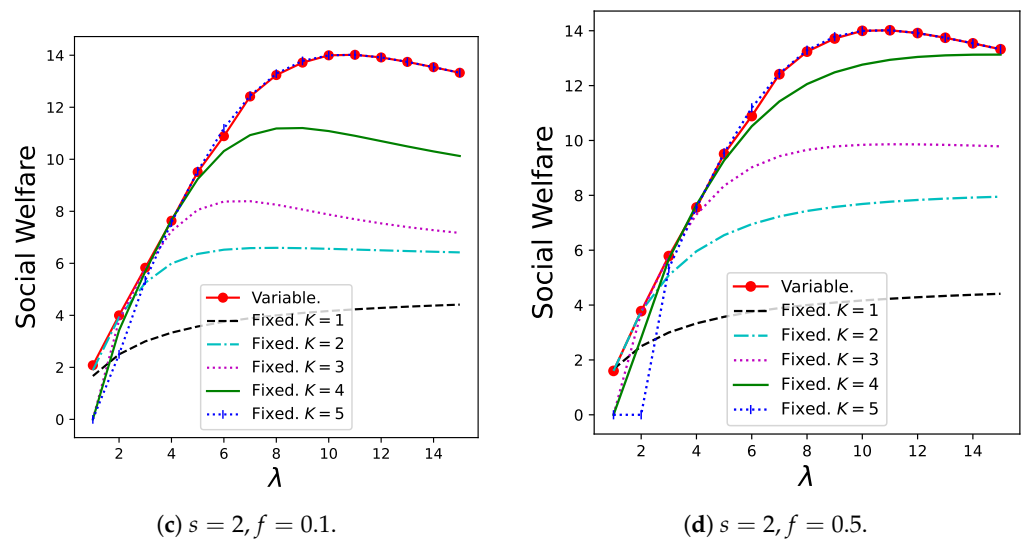 14
12
10
8
6
4
2
0
Social Welfare
Variable.
Fixed. K = 1
Fixed. K = 2
Fixed. K = 3
Fixed. K = 4
Fixed. K = 5
2 4 6 8 10 12 14
λ
(c) s = 2, f = 0.1.
14
12
10
8
6
4
2
0
Social Welfare
Variable.
Fixed. K = 1
Fixed. K = 2
Fixed. K = 3
Fixed. K = 4
Fixed. K = 5
2 4 6 8 10 12 14
λ
(d) s = 2, f = 0.5.